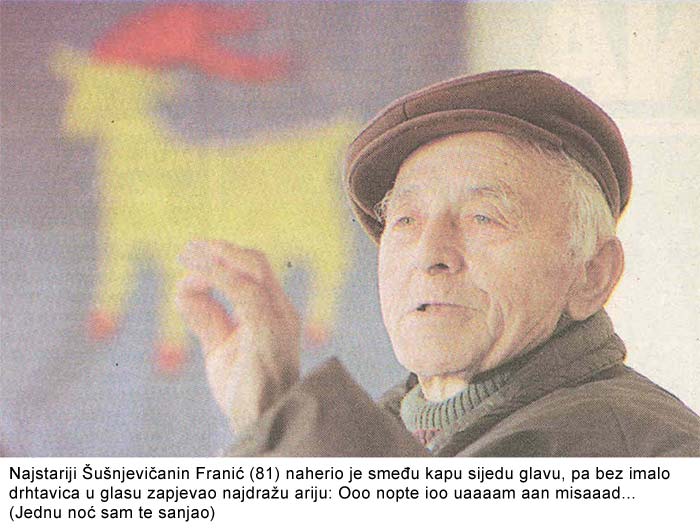 Najstariji Šušnjevičanin Franić (81) naherio je smeđu kapu sijedu glavu, pa bez imalo
drhtavica u glasu zapjevao najdražu ariju: Ooo nopte ioo uaaaam aan misaaad...
(Jednu noć sam te sanjao)